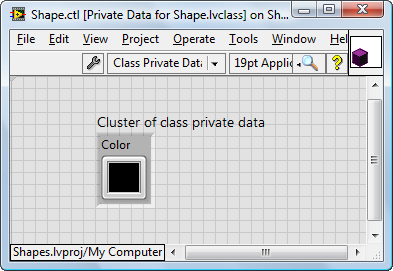 Shape.ctl [Private Data for Shape.lvclass] on Sh...
File Edit View Project Operate Tools Window Hel
Class Private Data 19pt Applic
Cluster of class private data
Color
Shapes.lvproj/My Computer